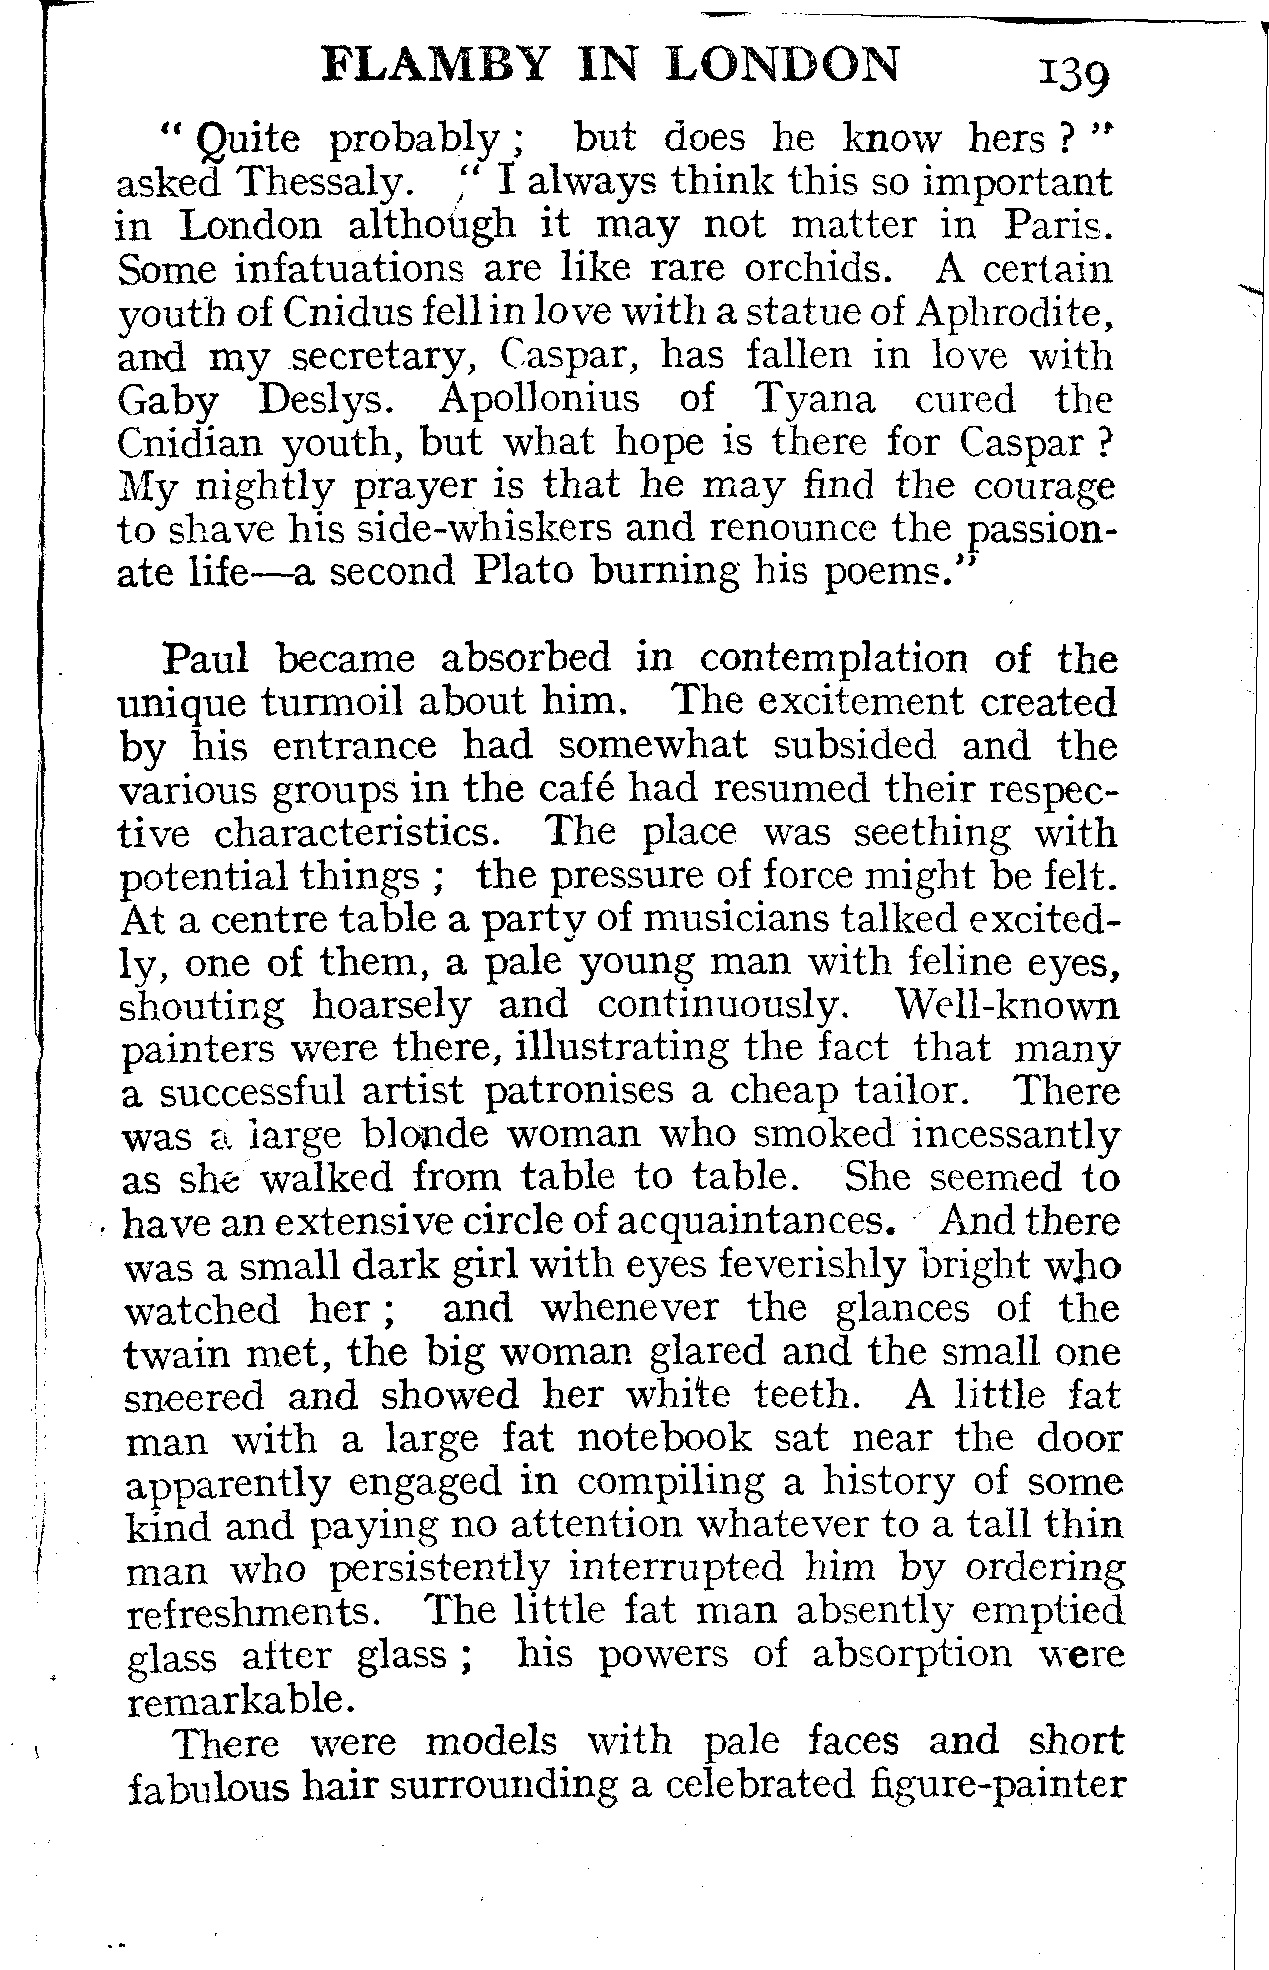 FLAMBY IN LONDON 139
" Quite probably ; but does he know hers ? "
asked Thessaly. " I always think this so important
in London although it may not matter in Paris.
Some infatuations are like rare orchids. A certain
youth of Cnidus fell in love with a statue of Aphrodite,
and my secretary, Caspar, has fallen in love with
Gaby Deslys. Apollonius of Tyana cured the
Cnidian youth, but what hope is there for Caspar ?
My nightly prayer is that he may find the courage
to shave his side-whiskers and renounce the passion-
ate life—a second Plato burning his poems."
Paul became absorbed in contemplation of the
unique turmoil about him. The excitement created
by his entrance had somewhat subsided and the
various groups in the café had resumed their respec-
tive characteristics. The place was seething with
potential things ; the pressure of force might be felt.
At a centre table a party of musicians talked excited-
ly, one of them, a pale young man with feline eyes,
shouting hoarsely and continuously. Well-known
painters were there, illustrating the fact that many
a successful artist patronises a cheap tailor. There
was a large blonde woman who smoked incessantly
as she walked from table to table. She seemed to
have an extensive circle of acquaintances. And there
was a small dark girl with eyes feverishly bright who
watched her ; and whenever the glances of the
twain met, the big woman glared and the small one
sneered and showed her white teeth. A little fat
man with a large fat notebook sat near the door
apparently engaged in compiling a history of some
kind and paying no attention whatever to a tall thin
man who persistently interrupted him by ordering
refreshments. The little fat man absently emptied
glass after glass ; his powers of absorption were
remarkable.
There were models with pale faces and short
fabulous hair surrounding a celebrated figure-painter